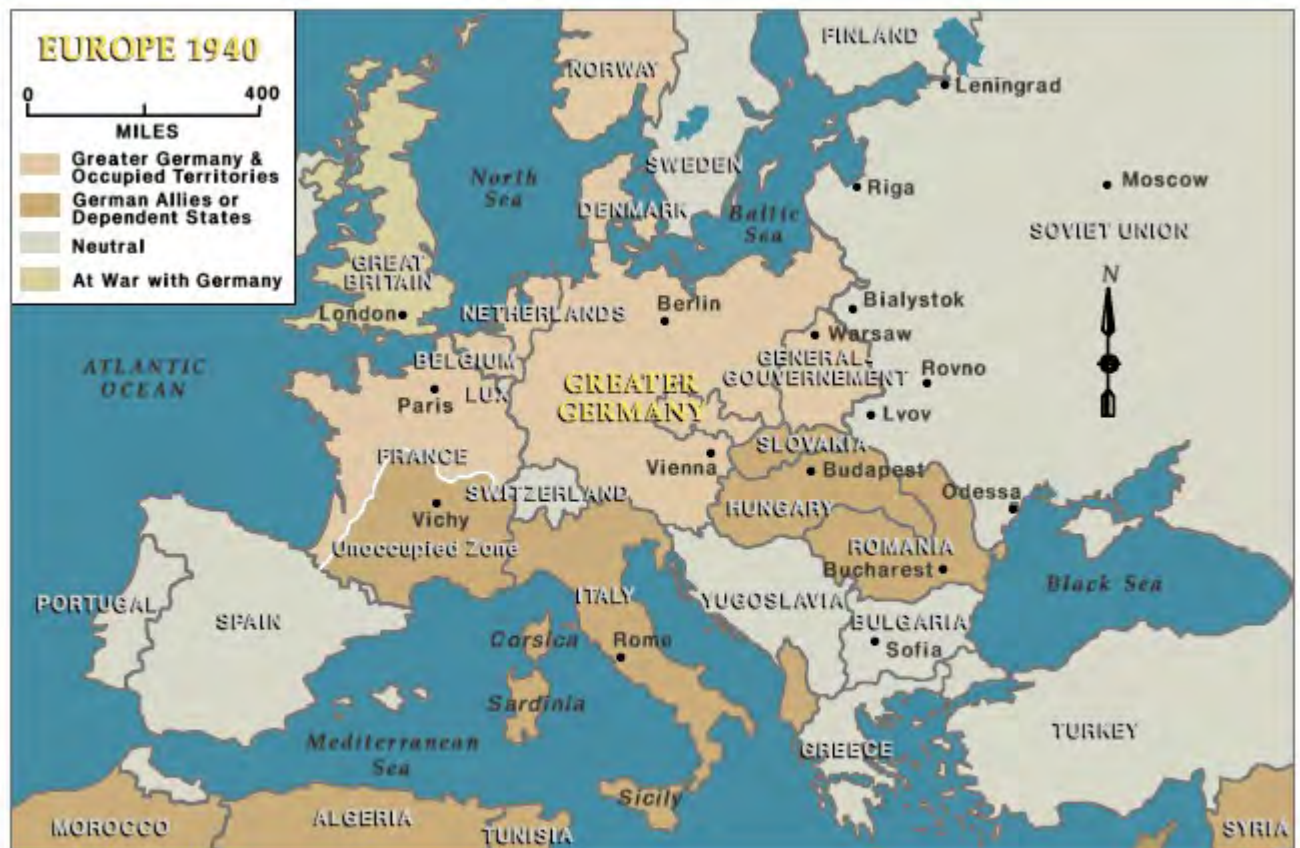 EUROPE 1940
0 400
MILES
Greater Germany &
Occupied Territories
German Allies or
Dependent States
Neutral
At War with Germany
FINLAND
NORWAY
Leningrad
SWEDEN
North
Sea
Riga
Moscow
DENMARK
Baltic
Sea
SOVIET UNION
N
GREAT
BRITAIN
London
NETHERLANDS
Berlin
Bialystok
Warsaw
ATLANTIC
OCEAN
BELGIUM
LUX
Paris
GREATER
GERMANY
GENERAL-
GOUVERNEMENT
Rovno
Lvov
FRANCE
Vienna
SLOVAKIA
Budapest
SWITZERLAND
Vichy
Unoccupied Zone
HUNGARY
Odessa
ROMANIA
Bucharest
Black Sea
PORTUGAL
SPAIN
ITALY
YUGOSLAVIA
BULGARIA
Sofia
Corsica
Rome
Sardinia
Mediterranean
Sea
GREECE
TURKEY
Sicily
MOROCCO
ALGERIA
TUNISIA
SYRIA